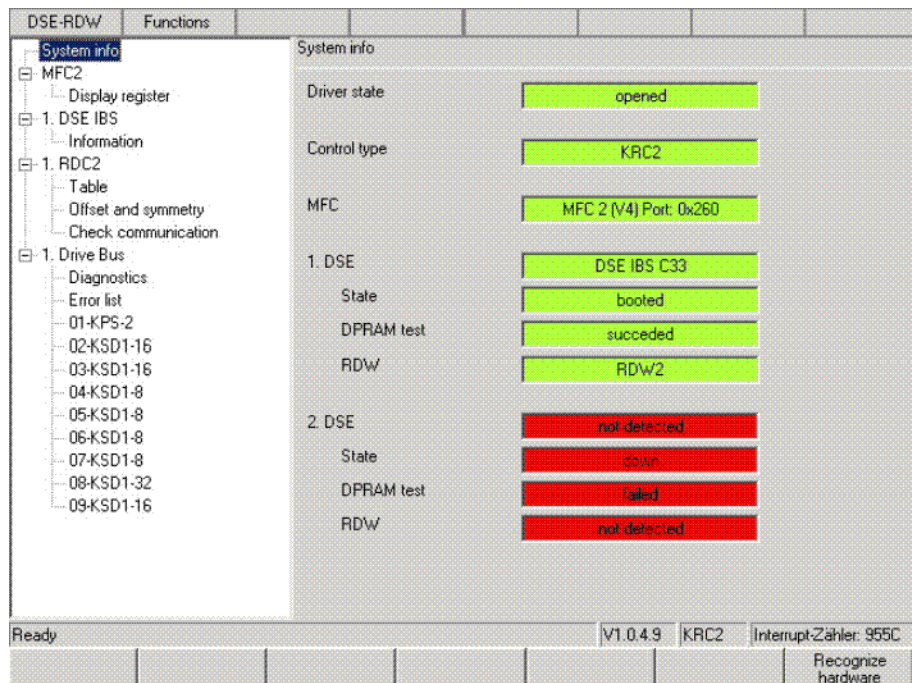 DSE-RDW Functions
System info
MFC2
Display register
1. DSE IBS
Information
1. RDC2
Table
Offset and symmetry
Check communication
1. Drive Bus
Diagnostics
Error list
01-KPS-2
02-KSD1-16
03-KSD1-16
04-KSD1-8
05-KSD1-8
06-KSD1-8
07-KSD1-8
08-KSD1-32
09-KSD1-16
System info
Driver state opened
Control type KRC2
MFC MFC 2 (V4) Port: 0x260
1. DSE DSE IBS C33
State booted
DPRAM test succeded
RDW RDW2
2. DSE not detected
State down
DPRAM test failed
RDW not detected
Ready V1.0.4.9 KRC2 Interrupt-Zähler: 955C
Recognize
hardware